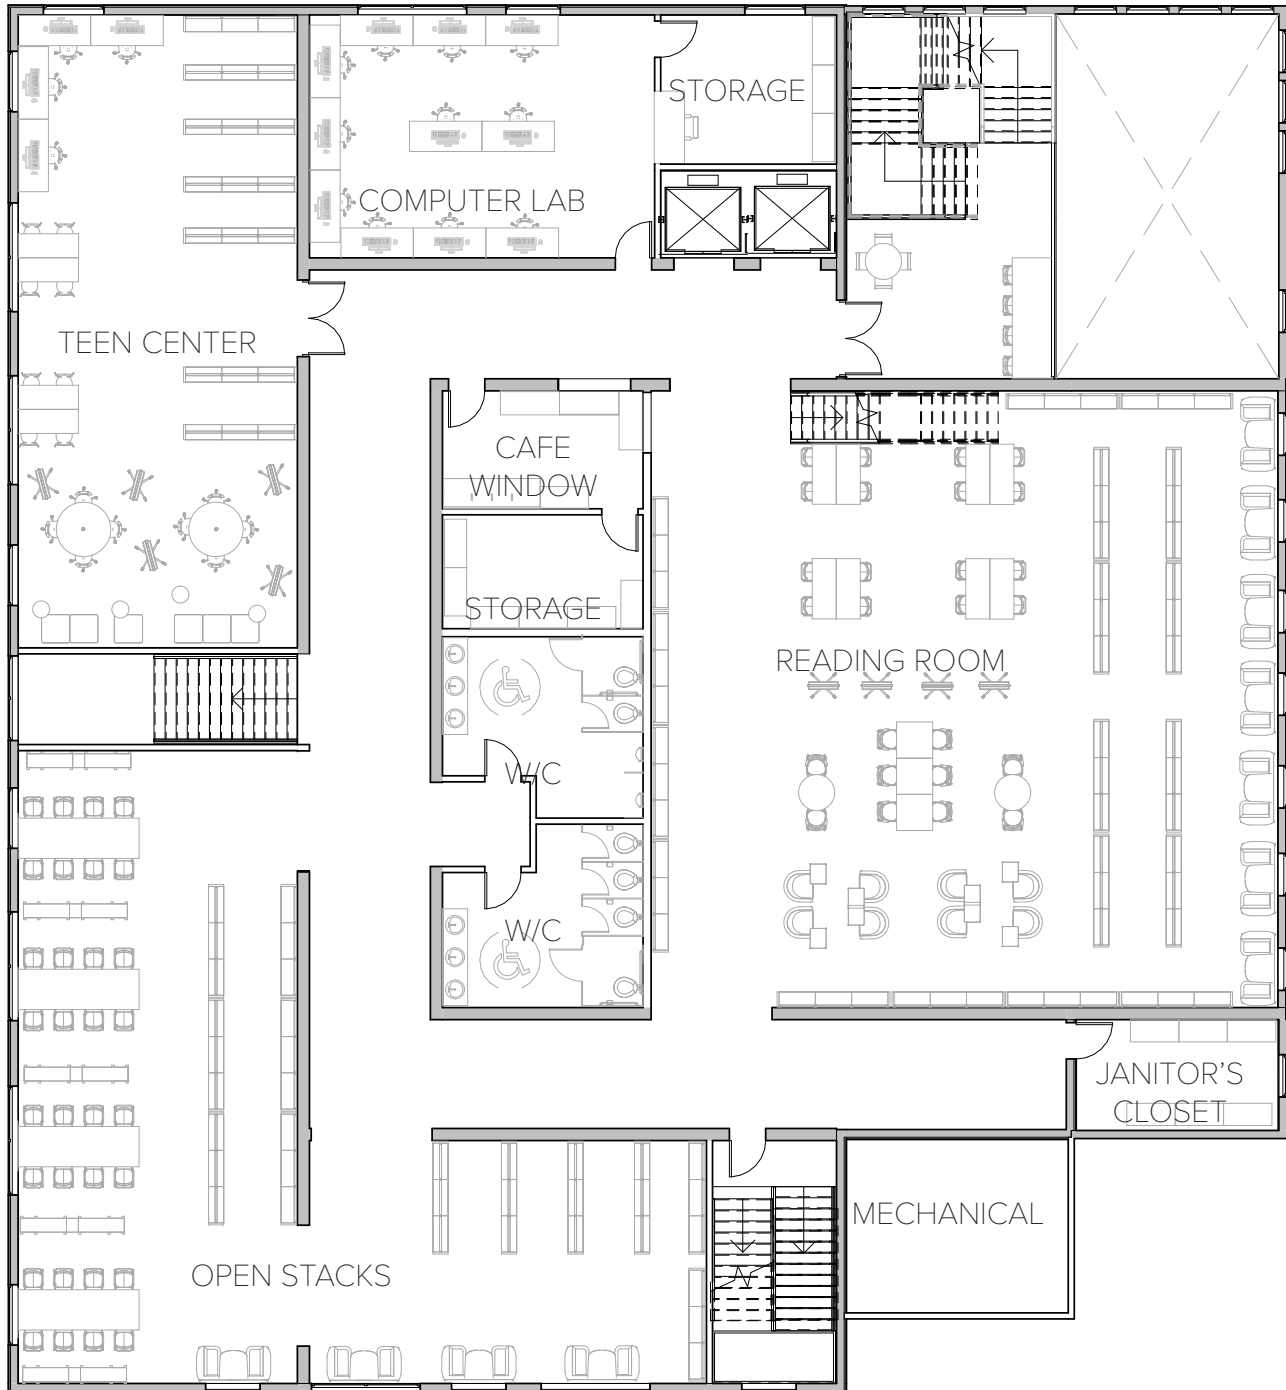 STORAGE
COMPUTER LAB
TEEN CENTER
CAFE
WINDOW
STORAGE
READING ROOM
W/C
W/C
JANITOR'S
CLOSET
MECHANICAL
OPEN STACKS